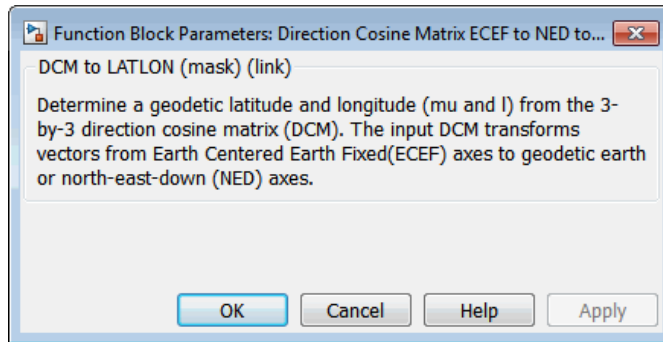 Function Block Parameters: Direction Cosine Matrix ECEF to NED to...
DCM to LATLON (mask) (link)
Determine a geodetic latitude and longitude (mu and l) from the 3-
by-3 direction cosine matrix (DCM). The input DCM transforms
vectors from Earth Centered Earth Fixed(ECEF) axes to geodetic earth
or north-east-down (NED) axes.
OK Cancel Help Apply